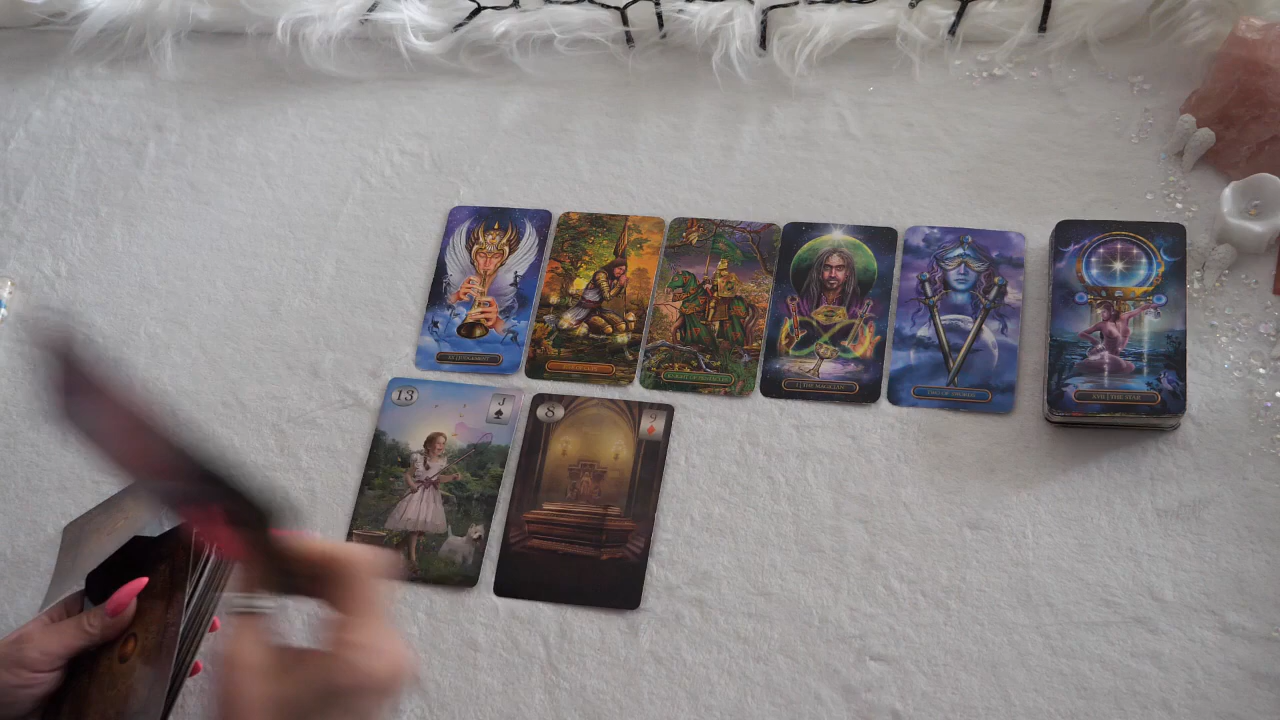 XX | JUDGEMENT
KNIGHT OF PENTACLES
I | THE MAGICIAN
TWO OF SWORDS
XVII | THE STAR
13
J
8
9